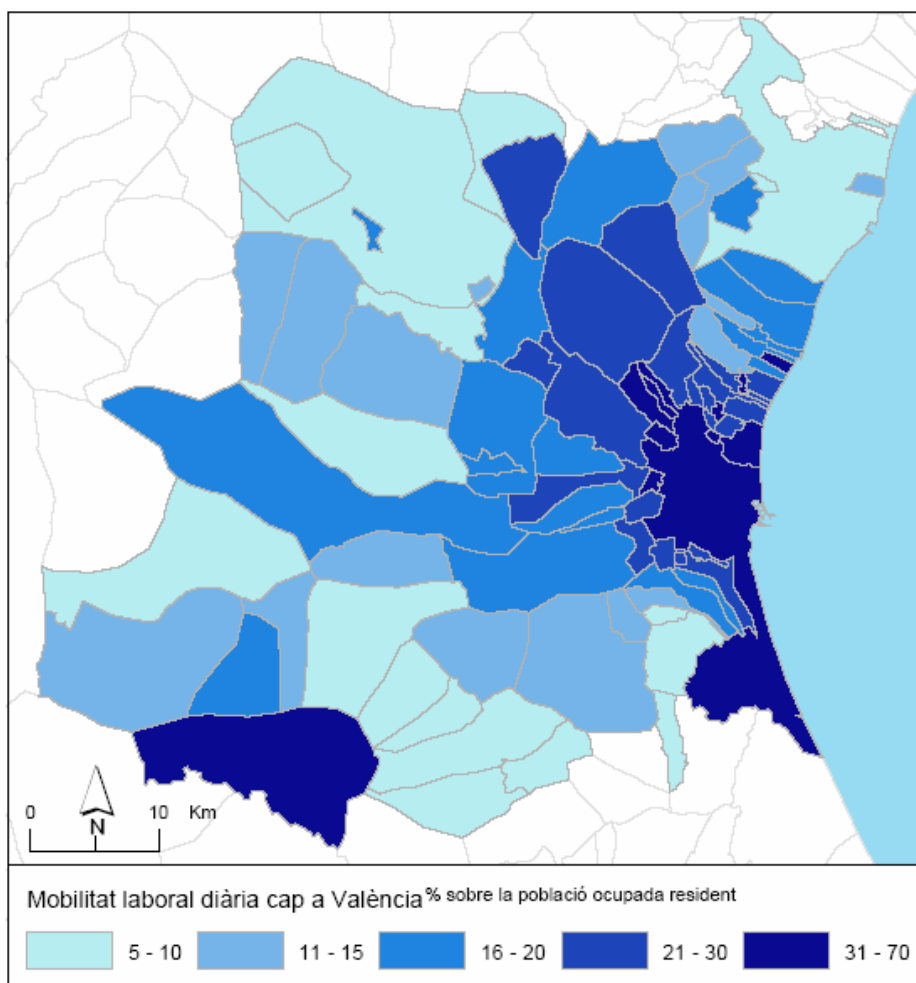 0 10 Km
N
Mobilitat laboral diària cap a València % sobre la població ocupada resident
5 - 10 11 - 15 16 - 20 21 - 30 31 - 70